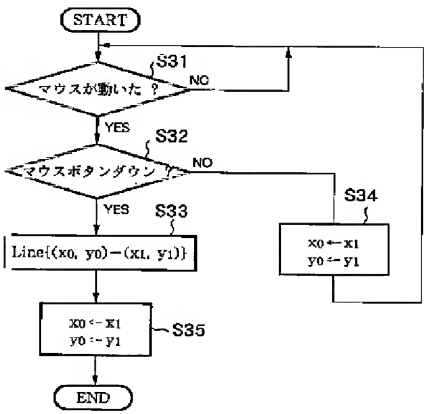 START
S31
マウスが動いた ?
NO
YES
S32
マウスボタンダウン ?
NO
YES
S33
Line{(x0, y0)-(x1, y1)}
S34
x0←x1
y0←y1
x0←x1
y0←y1
S35
END